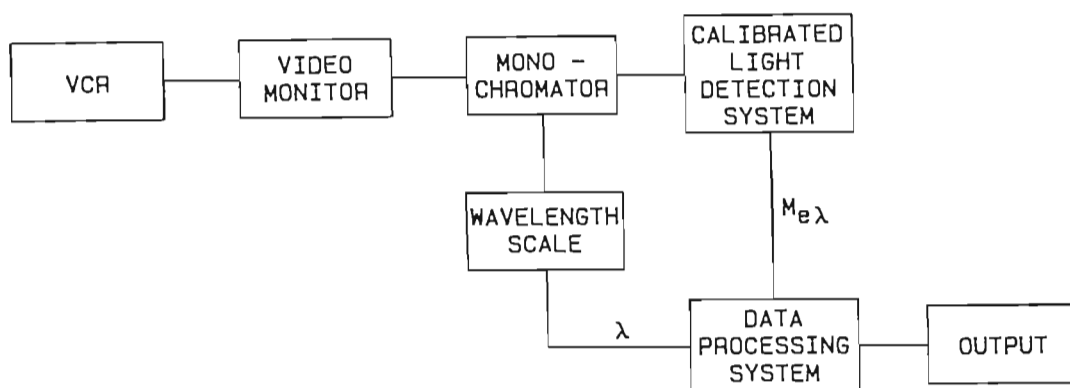 VCR
VIDEO
MONITOR
MONO -
CHROMATOR
CALIBRATED
LIGHT
DETECTION
SYSTEM
WAVELENGTH
SCALE
Meλ
λ
DATA
PROCESSING
SYSTEM
OUTPUT